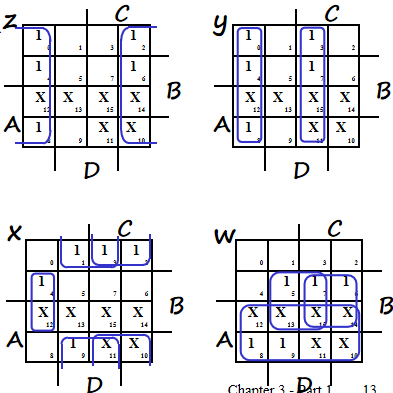 z C y C
1 1 1 1
0 1 3 2 0 1 3 2
1 1 1 1
4 5 7 6 4 5 7 6
B B
X X X X X X X X
12 13 15 14 12 13 15 14
A 1 X X A 1 X X
8 9 11 10 8 9 11 10
D D
x C w C
1 1 1
0 1 3 2 0 1 3 2
1 1 1 1
4 5 7 6 4 5 7 6
B B
X X X X X X X X
12 13 15 14 12 13 15 14
A 1 X X A 1 1 X X
8 9 11 10 8 9 11 10
D D
Chapter 3 - Part 1 13